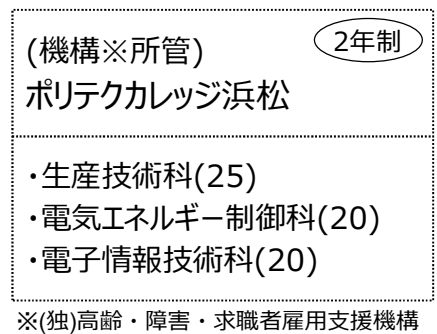 (機構※所管)
2年制
ポリテクカレッジ浜松
・生産技術科(25)
・電気エネルギー制御科(20)
・電子情報技術科(20)
※(独)高齢・障害・求職者雇用支援機構